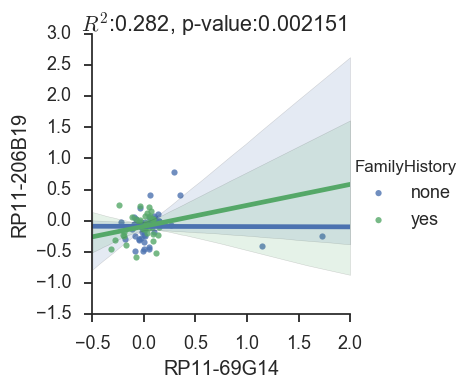 R²:0.282, p-value:0.002151
3.0
2.5
2.0
1.5
1.0
0.5
0.0
−0.5
−1.0
−1.5
RP11-206B19
−0.5 0.0 0.5 1.0 1.5 2.0
RP11-69G14
FamilyHistory
none
yes